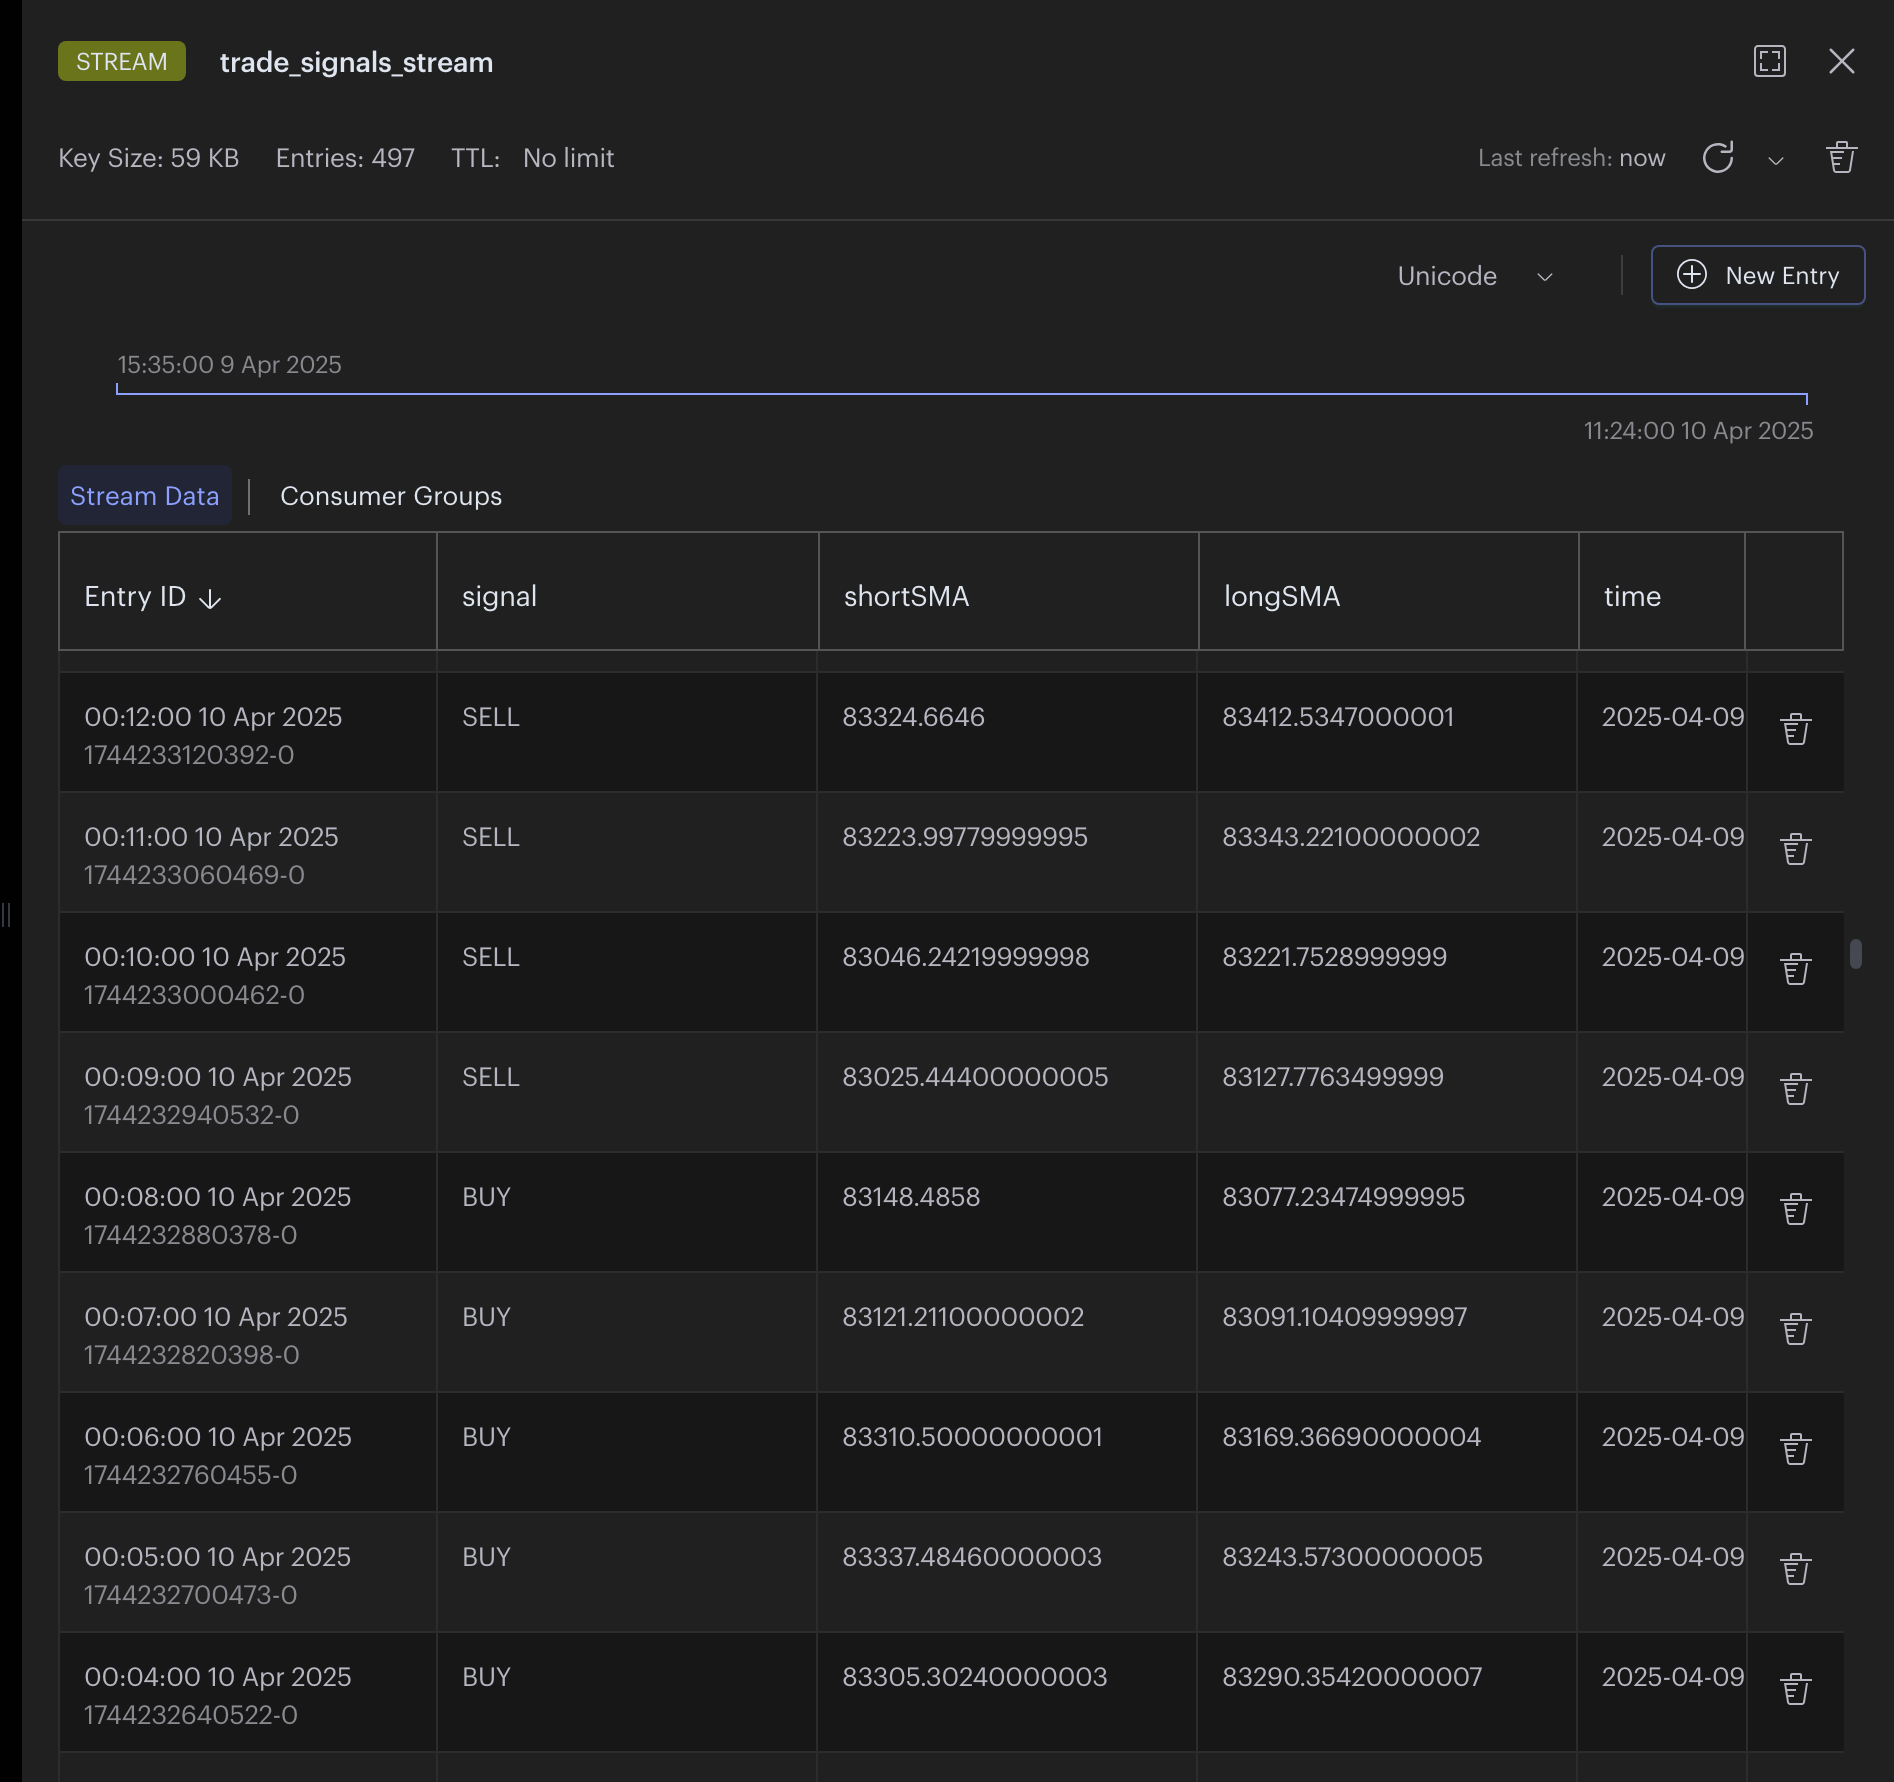 STREAM trade_signals_stream
Key Size: 59 KB Entries: 497 TTL: No limit Last refresh: now
Unicode New Entry
15:35:00 9 Apr 2025
11:24:00 10 Apr 2025
Stream Data Consumer Groups
Entry ID signal shortSMA longSMA time
00:12:00 10 Apr 2025 SELL 83324.6646 83412.5347000001 2025-04-09
1744233120392-0
00:11:00 10 Apr 2025 SELL 83223.99779999995 83343.22100000002 2025-04-09
1744233060469-0
00:10:00 10 Apr 2025 SELL 83046.24219999998 83221.7528999999 2025-04-09
1744233000462-0
00:09:00 10 Apr 2025 SELL 83025.44400000005 83127.7763499999 2025-04-09
1744232940532-0
00:08:00 10 Apr 2025 BUY 83148.4858 83077.23474999995 2025-04-09
1744232880378-0
00:07:00 10 Apr 2025 BUY 83121.21100000002 83091.10409999997 2025-04-09
1744232820398-0
00:06:00 10 Apr 2025 BUY 83310.50000000001 83169.36690000004 2025-04-09
1744232760455-0
00:05:00 10 Apr 2025 BUY 83337.48460000003 83243.57300000005 2025-04-09
1744232700473-0
00:04:00 10 Apr 2025 BUY 83305.30240000003 83290.35420000007 2025-04-09
1744232640522-0